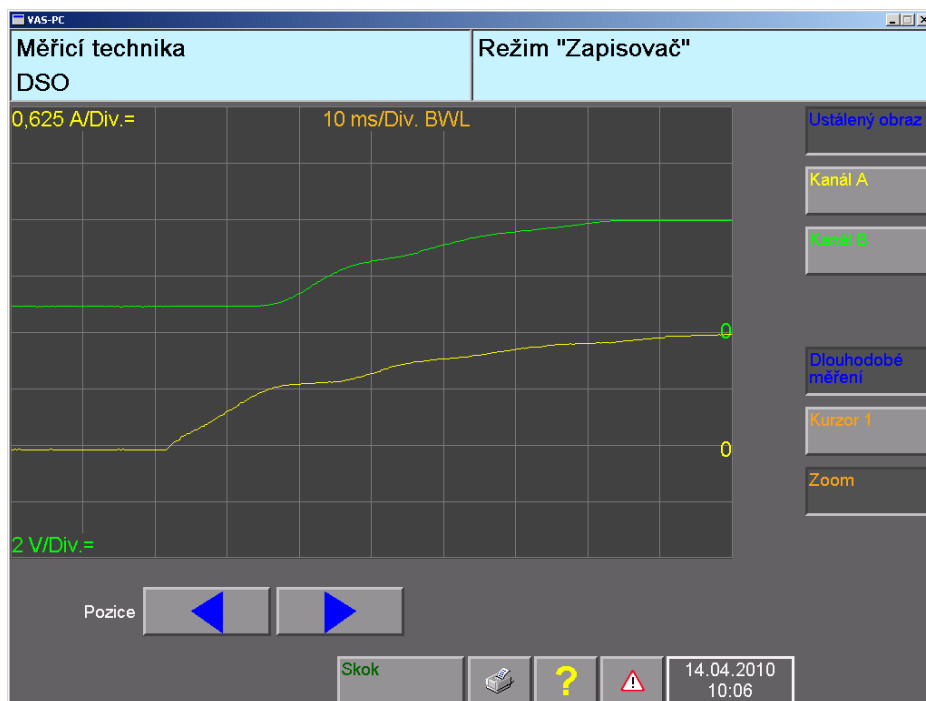 VAS-PC
Měřicí technika
DSO
Režim "Zapisovač"
0,625 A/Div.=
10 ms/Div. BWL
Ustálený obraz
Kanál A
Kanál B
0
Dlouhodobé
měření
Kurzor 1
0
Zoom
2 V/Div.=
Pozice
Skok
?
14.04.2010
10:06